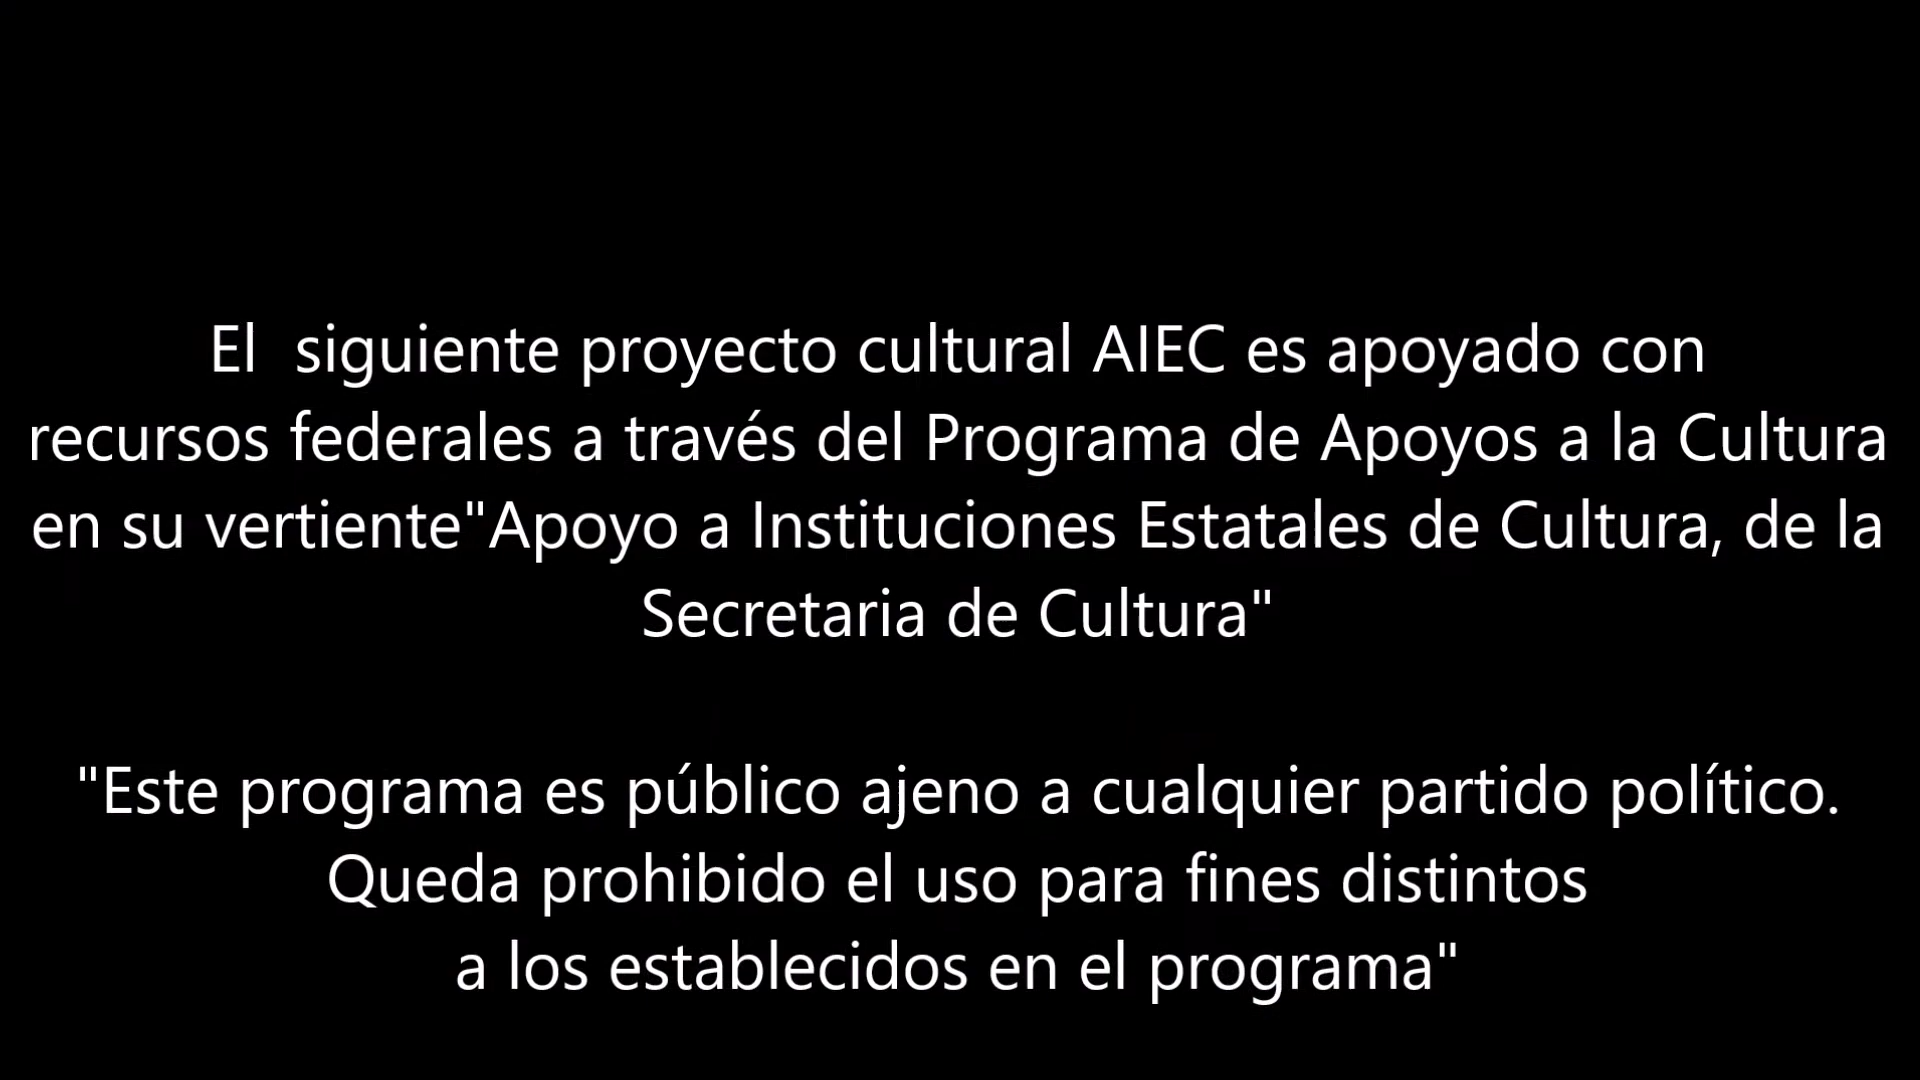 El  siguiente proyecto cultural AIEC es apoyado con
recursos federales a través del Programa de Apoyos a la Cultura
en su vertiente"Apoyo a Instituciones Estatales de Cultura, de la
Secretaria de Cultura"
"Este programa es público ajeno a cualquier partido político.
Queda prohibido el uso para fines distintos
a los establecidos en el programa"